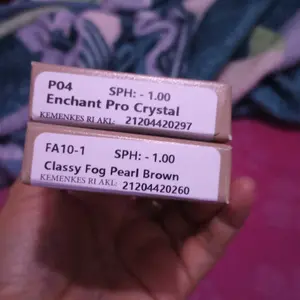 P04 SPH: - 1.00
Enchant Pro Crystal
KEMENKES RI AKL: 21204420297
FA10-1 SPH: - 1.00
Classy Fog Pearl Brown
KEMENKES RI AKL: 21204420260